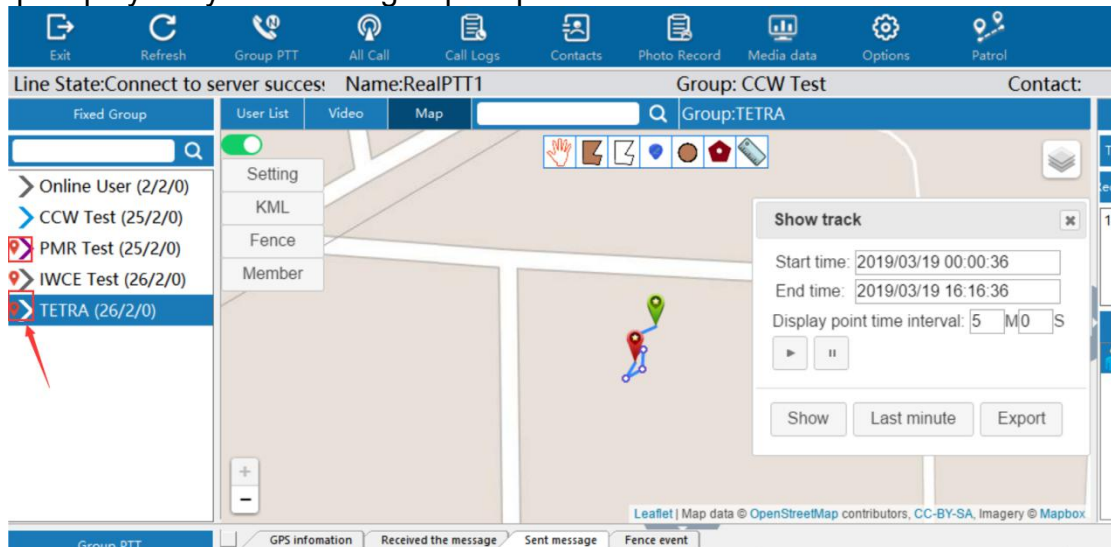 Exit Refresh Group PTT All Call Call Logs Contacts Photo Record Media data Options Patrol
Line State:Connect to server success Name:RealPTT1 Group: CCW Test Contact:
Fixed Group User List Video Map Group:TETRA
Online User (2/2/0)
CCW Test (25/2/0)
PMR Test (25/2/0)
IWCE Test (26/2/0)
TETRA (26/2/0)
Setting
KML
Fence
Member
Show track
Start time: 2019/03/19 00:00:36
End time: 2019/03/19 16:16:36
Display point time interval: 5 M 0 S
Show Last minute Export
+
−
Leaflet | Map data © OpenStreetMap contributors, CC-BY-SA, Imagery © Mapbox
Group PTT GPS infomation Received the message Sent message Fence event